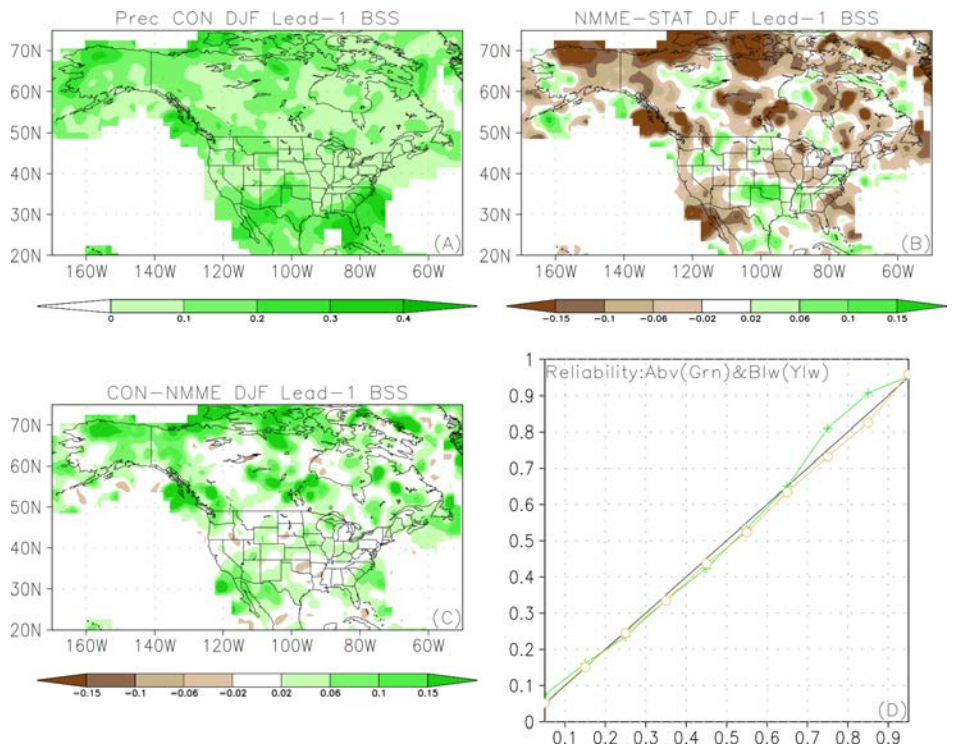 Prec CON DJF Lead-1 BSS
70N
60N
50N
40N
30N
20N
160W 140W 120W 100W 80W 60W
(A)
0 0.1 0.2 0.3 0.4
NMME-STAT DJF Lead-1 BSS
70N
60N
50N
40N
30N
20N
160W 140W 120W 100W 80W 60W
(B)
-0.15 -0.1 -0.06 -0.02 0.02 0.06 0.1 0.15
CON-NMME DJF Lead-1 BSS
70N
60N
50N
40N
30N
20N
160W 140W 120W 100W 80W 60W
(C)
-0.15 -0.1 -0.06 -0.02 0.02 0.06 0.1 0.15
Reliability:Abv(Grn)&Blw(Ylw)
1
0.9
0.8
0.7
0.6
0.5
0.4
0.3
0.2
0.1
0
0.1 0.2 0.3 0.4 0.5 0.6 0.7 0.8 0.9
(D)